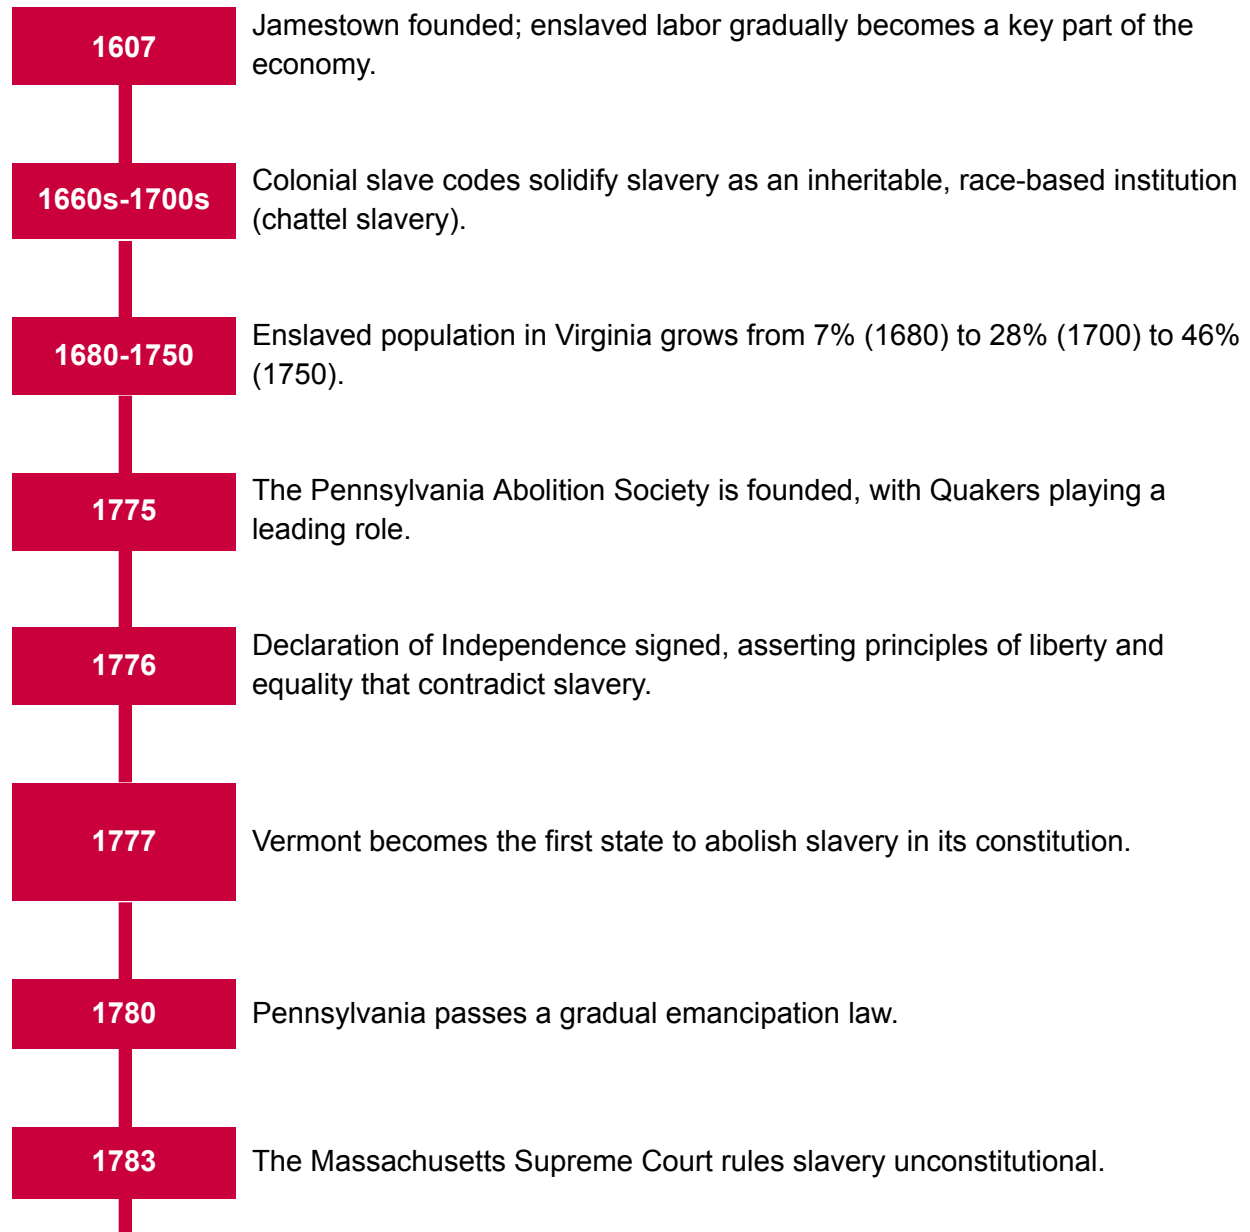 1607
Jamestown founded; enslaved labor gradually becomes a key part of the
economy.
1660s-1700s
Colonial slave codes solidify slavery as an inheritable, race-based institution
(chattel slavery).
1680-1750
Enslaved population in Virginia grows from 7% (1680) to 28% (1700) to 46%
(1750).
1775
The Pennsylvania Abolition Society is founded, with Quakers playing a
leading role.
1776
Declaration of Independence signed, asserting principles of liberty and
equality that contradict slavery.
1777
Vermont becomes the first state to abolish slavery in its constitution.
1780
Pennsylvania passes a gradual emancipation law.
1783
The Massachusetts Supreme Court rules slavery unconstitutional.